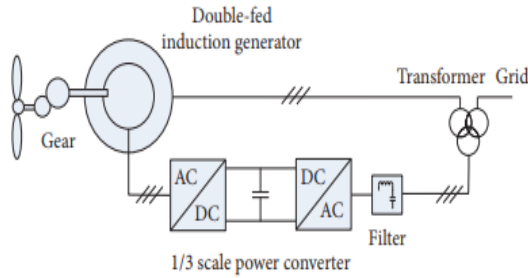 Double-fed
induction generator
Transformer Grid
Gear
AC
DC
DC
AC
Filter
1/3 scale power converter